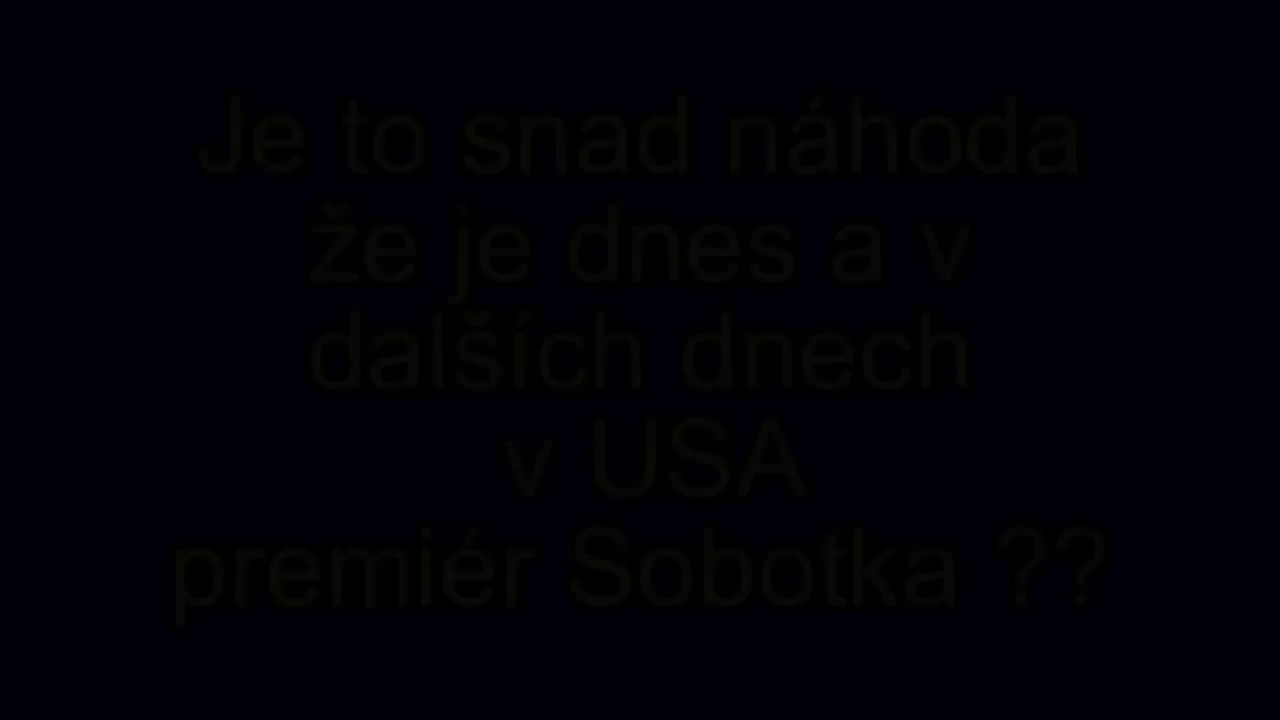 Je to snad náhoda
že je dnes a v
dalších dnech
v USA
premiér Sobotka ??